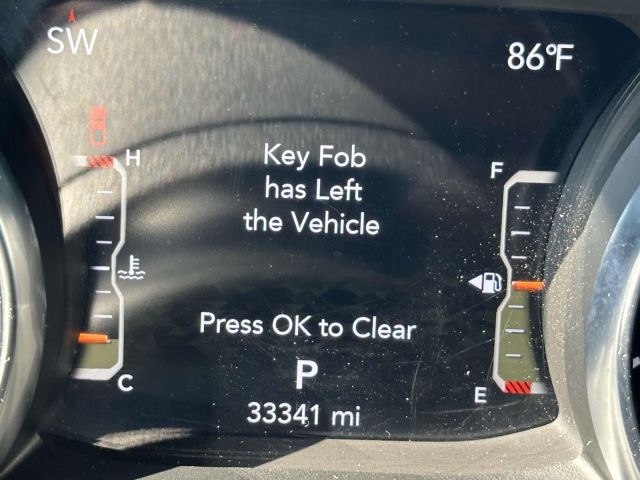 SW
86°F
H
F
Key Fob
has Left
the Vehicle
Press OK to Clear
C
P
E
33341 mi